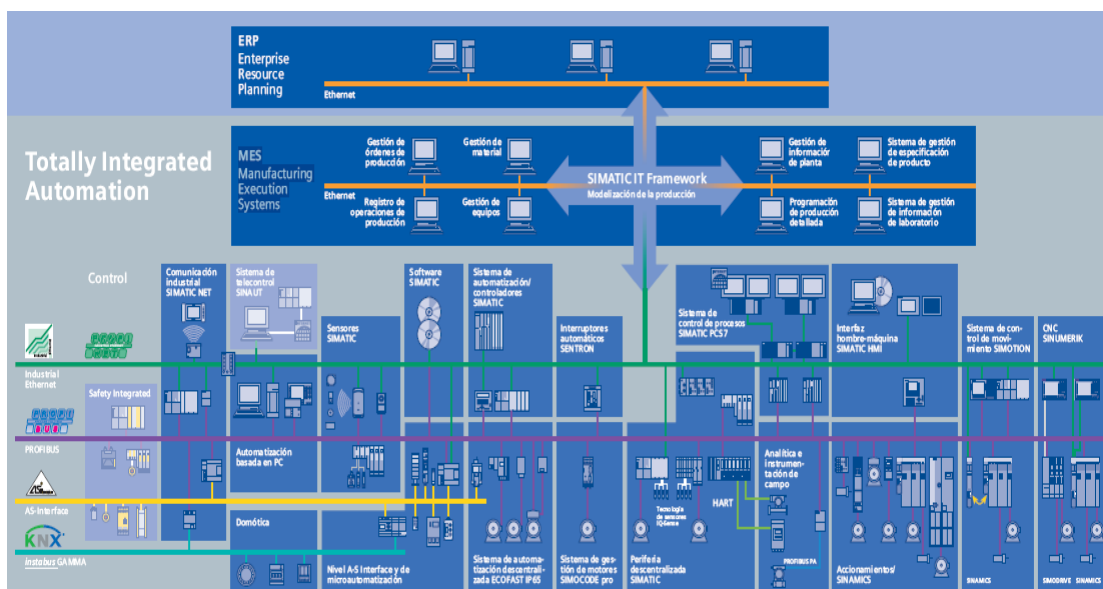 ERP
Enterprise
Resource
Planning
Ethernet
Totally Integrated
Automation
MES
Manufacturing
Execution
Systems
Ethernet
Gestión de
órdenes de
producción
Gestión de
material
Registro de
operaciones de
producción
Gestión de
equipos
SIMATIC IT Framework
Modelización de la producción
Gestión de
información
de planta
Sistema de gestión
de especificación
de producto
Programación
de producción
detallada
Sistema de gestión
de información
de laboratorio
Control
Comunicación
industrial
SIMATIC NET
Sistema de
telecontrol
SINAUT
Sensores
SIMATIC
Software
SIMATIC
Sistema de
automatización/
controladores
SIMATIC
Interruptores
automáticos
SENTRON
Sistema de
control de procesos
SIMATIC PCS7
Interfaz
hombre-máquina
SIMATIC HMI
Sistema de con-
trol de movi-
miento SIMOTION
CNC
SINUMERIK
Industrial
Ethernet
Safety Integrated
PROFIBUS
Automatización
basada en PC
AS-Interface
KNX
Instabus GAMMA
Domótica
Nivel A-S Interface y de
microautomatización
Sistema de automa-
tización descentrali-
zada ECOFAST IP65
Sistema de ges-
tión de motores
SIMOCODE pro
Tecnología
de sensores
IQ-Sense
Periferia
descentralizada
SIMATIC
HART
Analítica e
instrumen-
tación de
campo
PROFIBUS PA
Accionamientos/
SINAMICS
SINAMICS
SIMODRIVE
SINAMICS